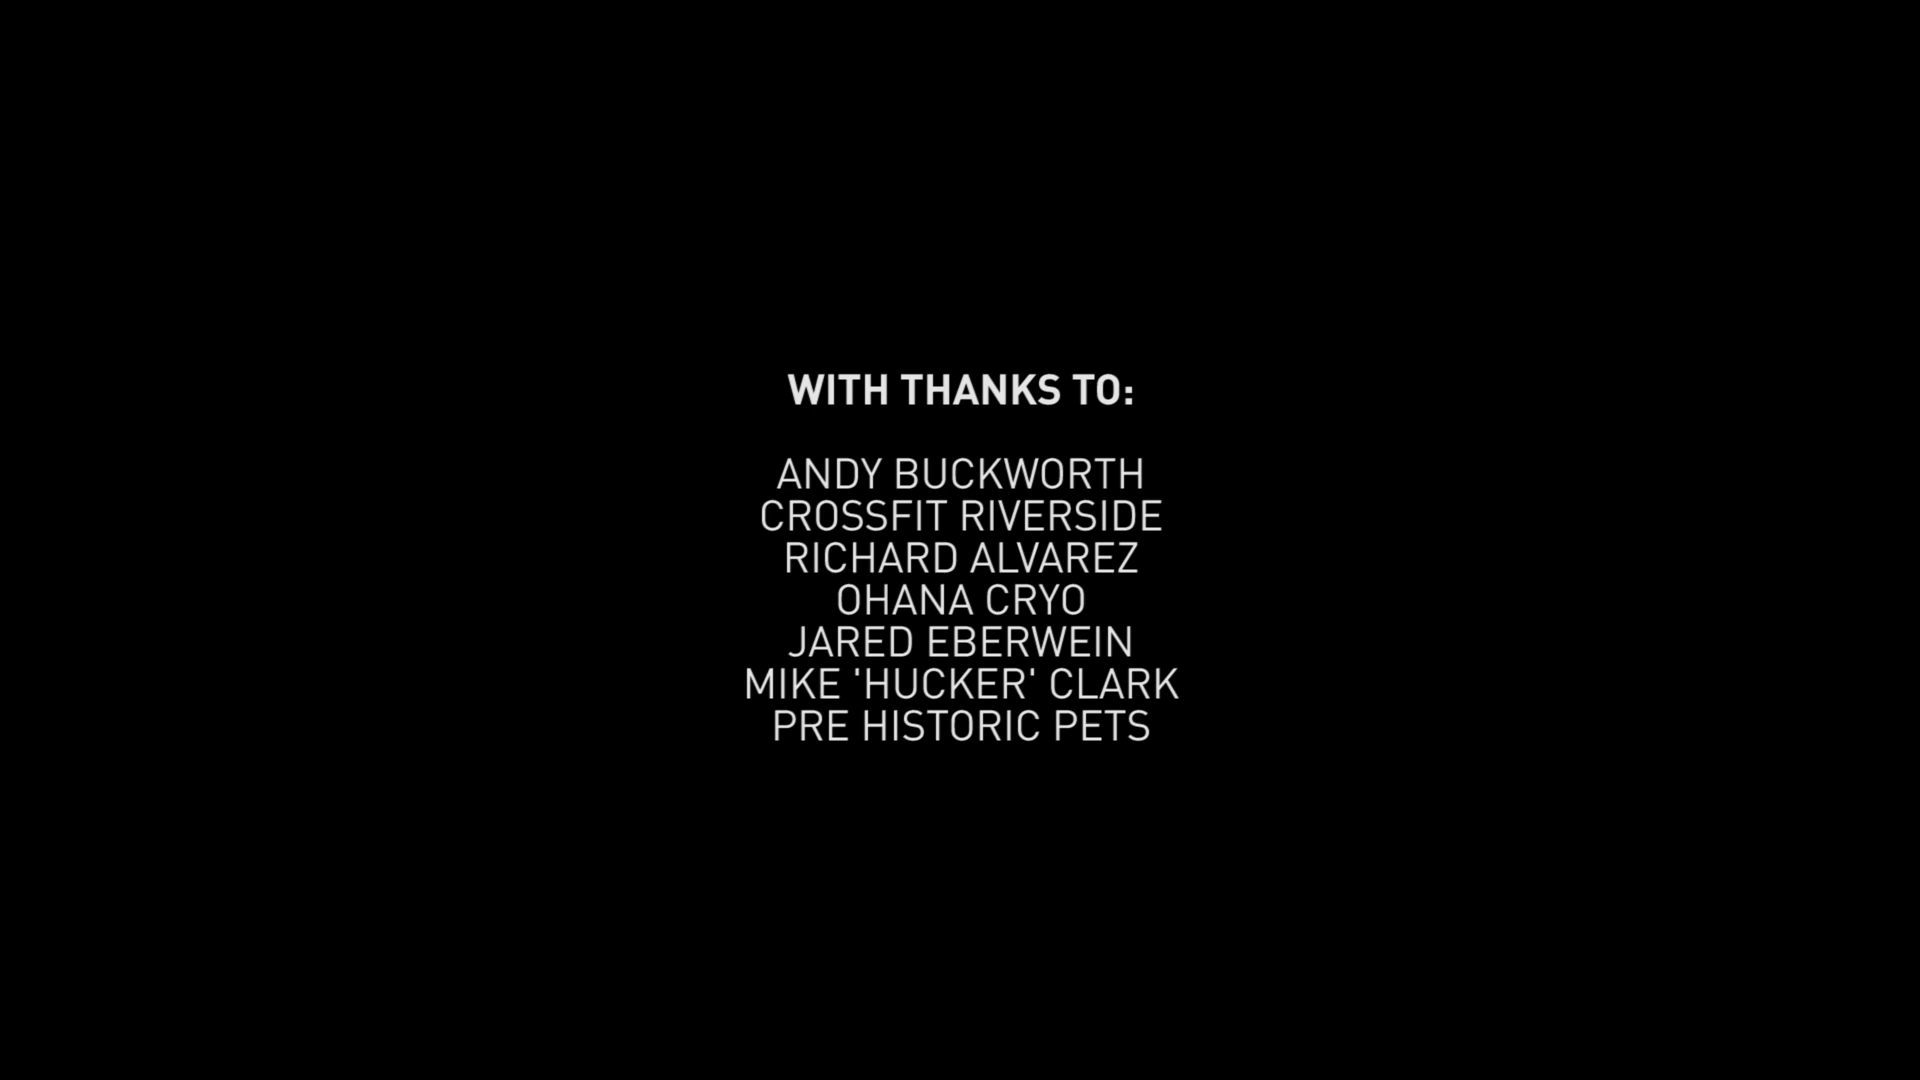 WITH THANKS TO:
ANDY BUCKWORTH
CROSSFIT RIVERSIDE
RICHARD ALVAREZ
OHANA CRYO
JARED EBERWEIN
MIKE 'HUCKER' CLARK
PRE HISTORIC PETS